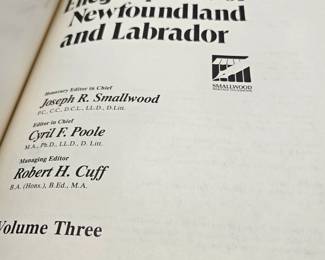 Newfoundland
and Labrador
Honorary Editor in Chief
Joseph R. Smallwood
P.C., C.C., D.C.L., LL.D., D.Litt.
Editor in Chief
Cyril F. Poole
M.A., Ph.D., LL.D., D. Litt.
Managing Editor
Robert H. Cuff
B.A. (Hons.), B.Ed., M.A.
SMALLWOOD
Volume Three